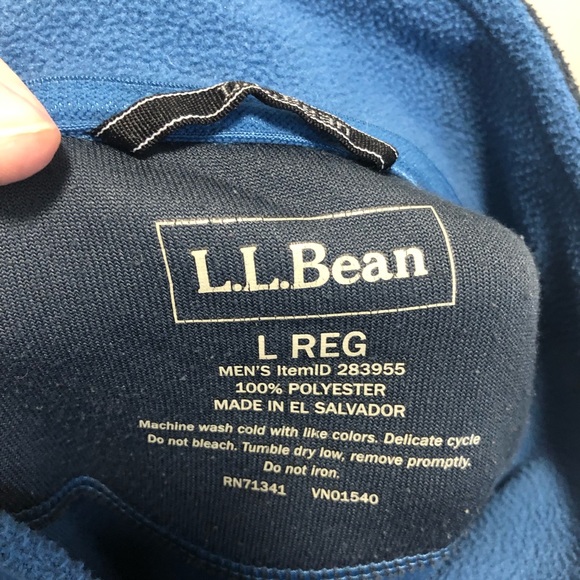 L.L.Bean
L REG
MEN'S ItemID 283955
100% POLYESTER
MADE IN EL SALVADOR
Machine wash cold with like colors. Delicate cycle
Do not bleach. Tumble dry low, remove promptly.
Do not iron.
RN71341 VN01540